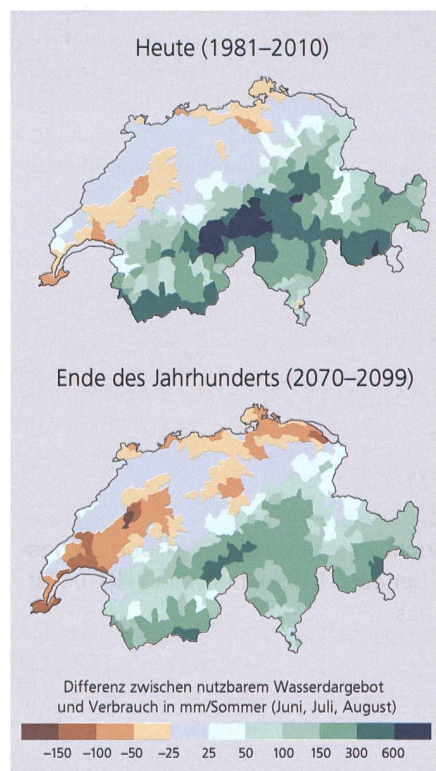 Heute (1981–2010)
Ende des Jahrhunderts (2070–2099)
Differenz zwischen nutzbarem Wasserdargebot
und Verbrauch in mm/Sommer (Juni, Juli, August)
–150 –100 –50 –25 25 50 100 150 300 600